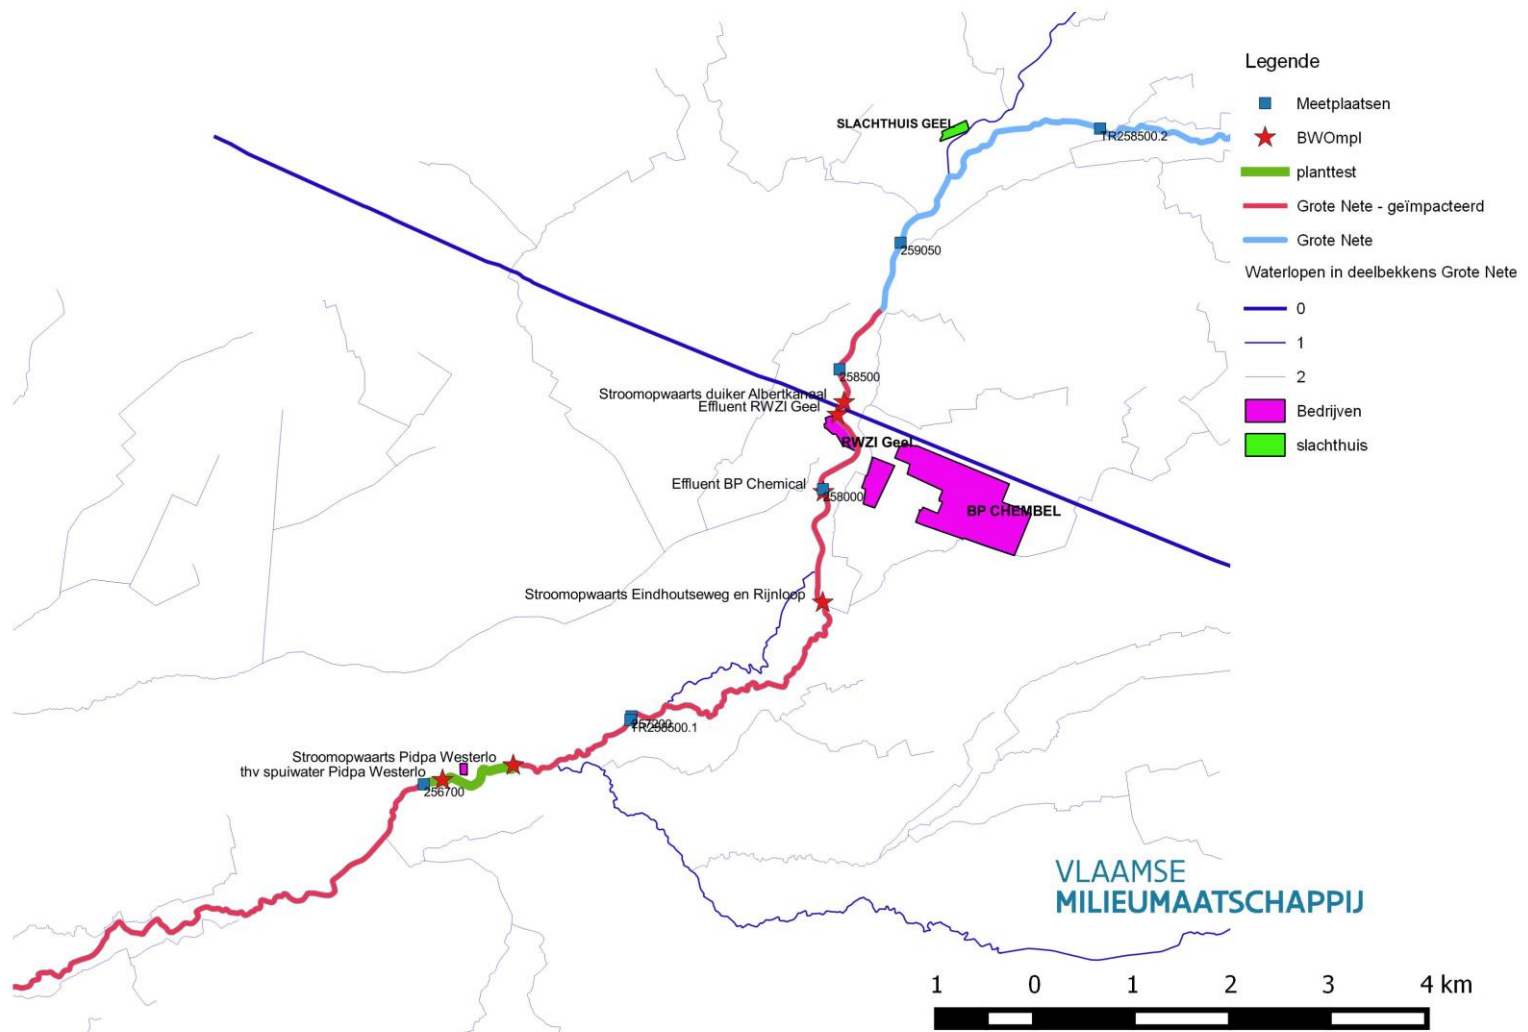 Legende
Meetplaatsen
BWOmpl
planttest
Grote Nete - geïmpacteerd
Grote Nete
Waterlopen in deelbekkens Grote Nete
0
1
2
Bedrijven
slachthuis
SLACHTHUIS GEEL
TR258500.2
259050
258500
Stroomopwaarts duiker Albertkanaal
Effluent RWZI Geel
RWZI Geel
Effluent BP Chemical
258000
BP CHEMBEL
Stroomopwaarts Eindhoutseweg en Rijnloop
257200
TR258500.1
Stroomopwaarts Pidpa Westerlo
thv spuiwater Pidpa Westerlo
256700
VLAAMSE
MILIEUMAATSCHAPPIJ
1 0 1 2 3 4 km